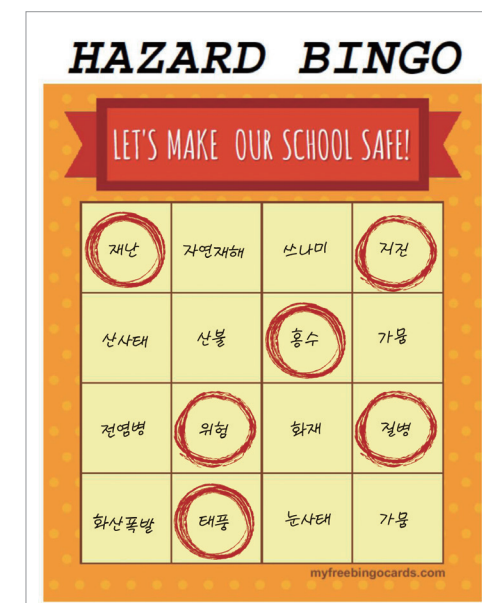 HAZARD BINGO
LET'S MAKE OUR SCHOOL SAFE!
재난 자연재해 쓰나미 지진
산사태 산불 홍수 가뭄
전염병 위험 화재 질병
화산폭발 태풍 눈사태 가뭄
myfreebingocards.com